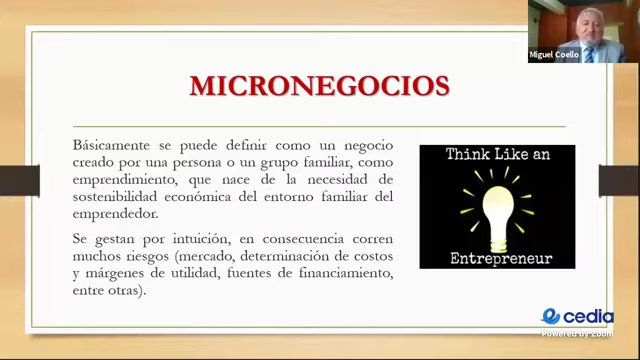 Miguel Coello
MICRONEGOCIOS
Básicamente se puede definir como un negocio
creado por una persona o un grupo familiar, como
emprendimiento, que nace de la necesidad de
sostenibilidad económica del entorno familiar del
emprendedor.
Se gestan por intuición, en consecuencia corren
muchos riesgos (mercado, determinación de costos
y márgenes de utilidad, fuentes de financiamiento,
entre otras).
Think Like an
Entrepreneur
cedia
Powered by Zoom